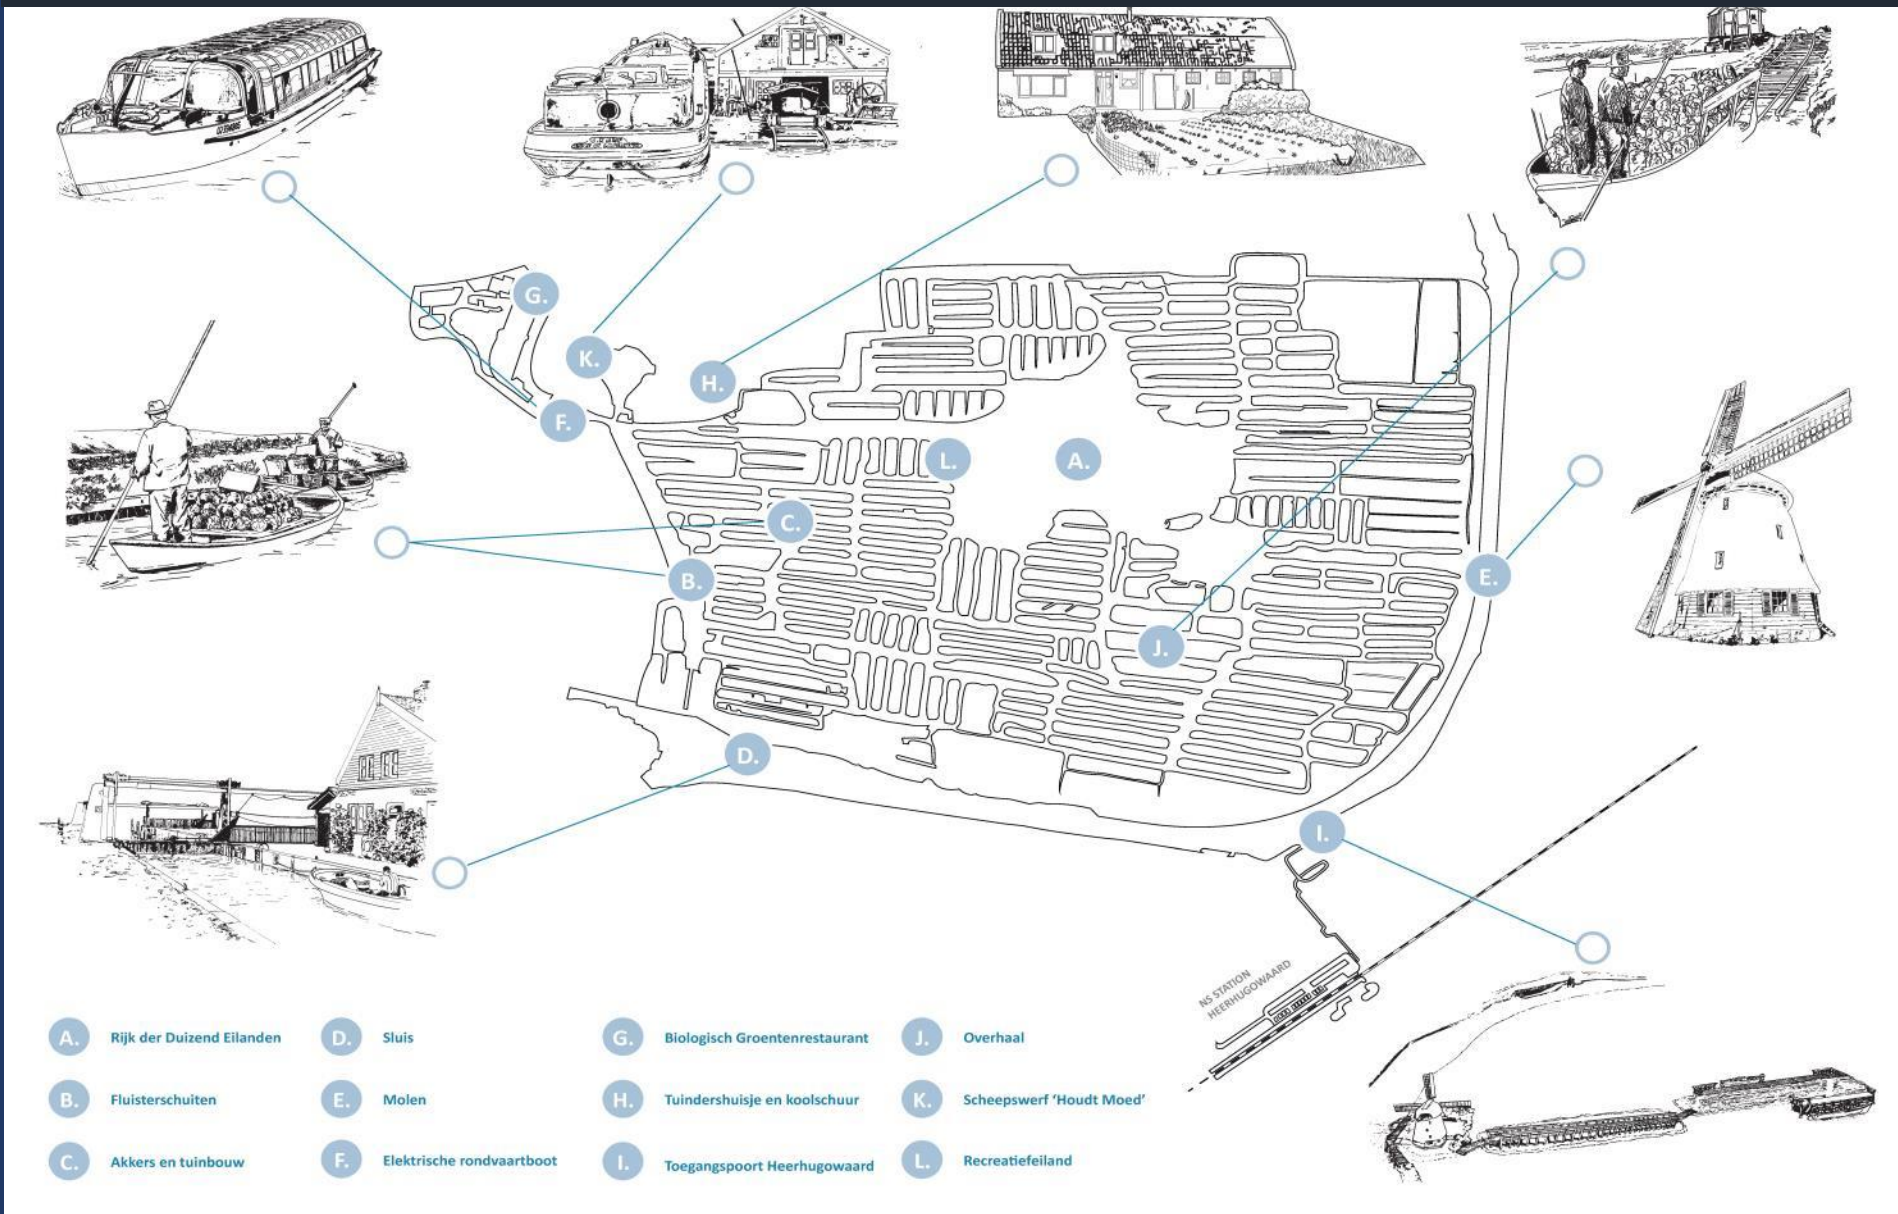 G.
K.
H.
F.
L.
A.
C.
B.
E.
J.
D.
I.
NS STATION
HEERHUGOWAARD
A. Rijk der Duizend Eilanden
B. Fluisterschuiten
C. Akkers en tuinbouw
D. Sluis
E. Molen
F. Elektrische rondvaartboot
G. Biologisch Groentenrestaurant
H. Tuindershuisje en koolschuur
I. Toegangspoort Heerhugowaard
J. Overhaal
K. Scheepswerf ‘Houdt Moed’
L. Recreatiefeiland